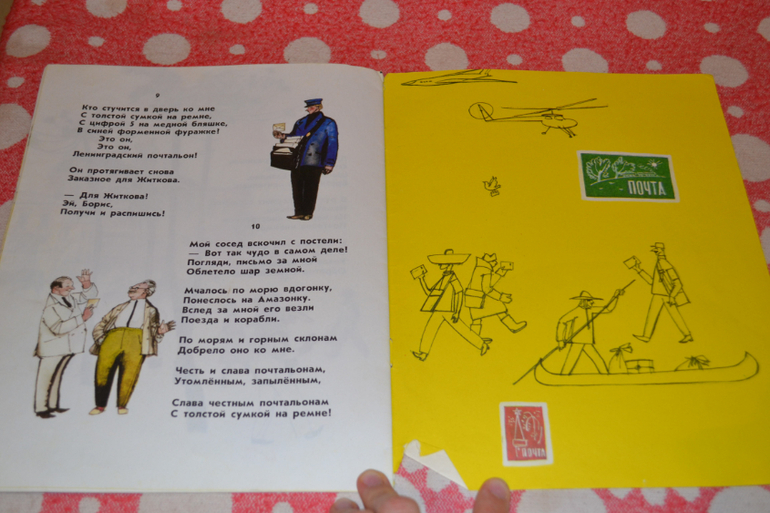 9
Кто стучится в дверь ко мне
С толстой сумкой на ремне,
С цифрой 5 на медной бляшке,
В синей форменной фуражке!
Это он,
Это он,
Ленинградский почтальон!
Он протягивает снова
Заказное для Житкова.
— Для Житкова!
Эй, Борис,
Получи и распишись!
10
Мой сосед вскочил с постели:
— Вот так чудо в самом деле!
Погляди, письмо за мной
Облетело шар земной.
Мчалось по морю вдогонку,
Понеслось на Амазонку.
Вслед за мной его везли
Поезда и корабли.
По морям и горным склонам
Добрело оно ко мне.
Честь и слава почтальонам,
Утомлённым, запылённым,
Слава честным почтальонам
С толстой сумкой на ремне!
ПОЧТА
ПОЧТА